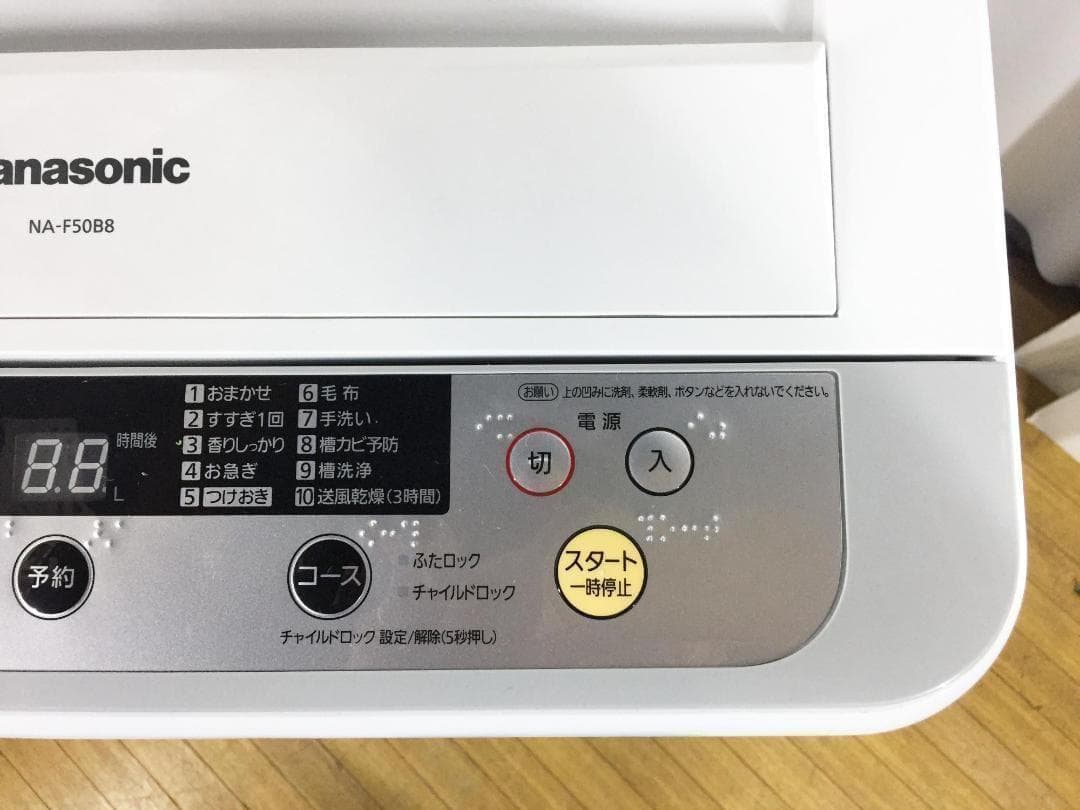 anasonic
NA-F50B8
1 おまかせ 6 毛布
2 すすぎ1回 7 手洗い
3 香りしっかり 8 槽カビ予防
4 お急ぎ 9 槽洗浄
5 つけおき 10 送風乾燥(3時間)
88 時間後
L
お願い 上の凹みに洗剤、柔軟剤、ボタンなどを入れないでください。
電源
切 入
予約
コース
ふたロック
チャイルドロック
スタート
一時停止
チャイルドロック 設定/解除(5秒押し)